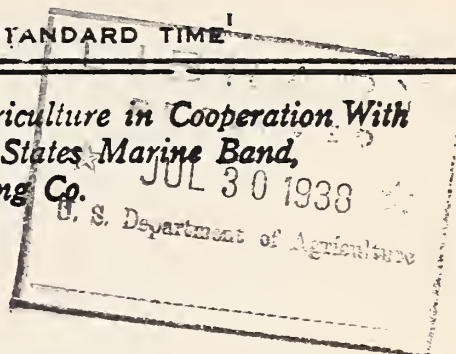 TANDARD TIME
riculture in Cooperation With
States Marine Band,
ng Co.
JUL 30 1938
U. S. Department of Agriculture